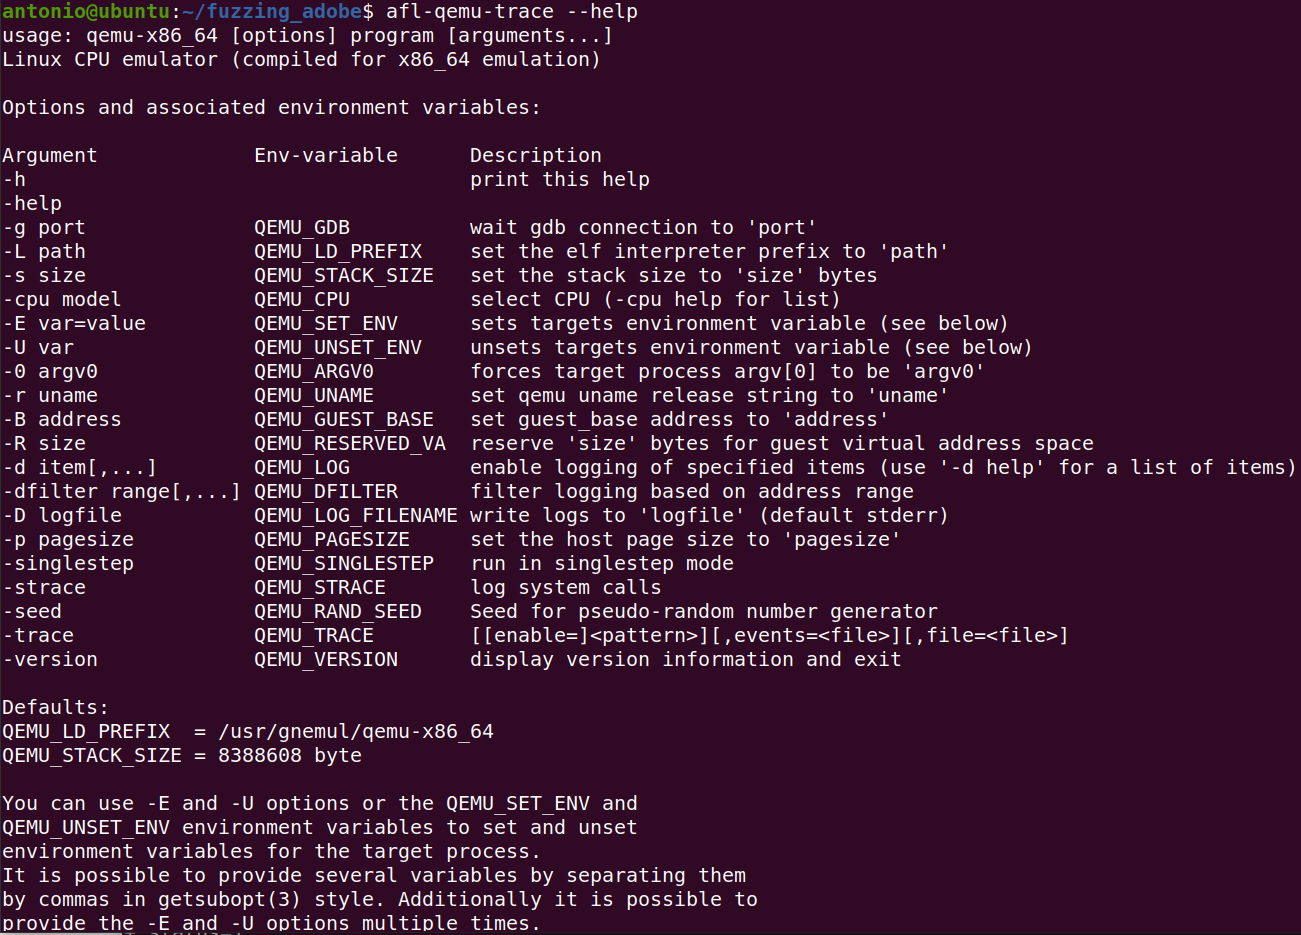 antonio@ubuntu:~/fuzzing_adobe$ afl-qemu-trace --help
usage: qemu-x86_64 [options] program [arguments...]
Linux CPU emulator (compiled for x86_64 emulation)

Options and associated environment variables:

Argument             Env-variable      Description
-h                                     print this help
-help
-g port              QEMU_GDB          wait gdb connection to 'port'
-L path              QEMU_LD_PREFIX    set the elf interpreter prefix to 'path'
-s size              QEMU_STACK_SIZE   set the stack size to 'size' bytes
-cpu model           QEMU_CPU          select CPU (-cpu help for list)
-E var=value         QEMU_SET_ENV      sets targets environment variable (see below)
-U var               QEMU_UNSET_ENV    unsets targets environment variable (see below)
-0 argv0             QEMU_ARGV0        forces target process argv[0] to be 'argv0'
-r uname             QEMU_UNAME        set qemu uname release string to 'uname'
-B address           QEMU_GUEST_BASE   set guest_base address to 'address'
-R size              QEMU_RESERVED_VA  reserve 'size' bytes for guest virtual address space
-d item[,...]        QEMU_LOG          enable logging of specified items (use '-d help' for a list of items)
-dfilter range[,...] QEMU_DFILTER      filter logging based on address range
-D logfile           QEMU_LOG_FILENAME write logs to 'logfile' (default stderr)
-p pagesize          QEMU_PAGESIZE     set the host page size to 'pagesize'
-singlestep          QEMU_SINGLESTEP   run in singlestep mode
-strace              QEMU_STRACE       log system calls
-seed                QEMU_RAND_SEED    Seed for pseudo-random number generator
-trace               QEMU_TRACE        [[enable=]<pattern>][,events=<file>][,file=<file>]
-version             QEMU_VERSION      display version information and exit

Defaults:
QEMU_LD_PREFIX  = /usr/gnemul/qemu-x86_64
QEMU_STACK_SIZE = 8388608 byte

You can use -E and -U options or the QEMU_SET_ENV and
QEMU_UNSET_ENV environment variables to set and unset
environment variables for the target process.
It is possible to provide several variables by separating them
by commas in getsubopt(3) style. Additionally it is possible to
provide the -E and -U options multiple times.